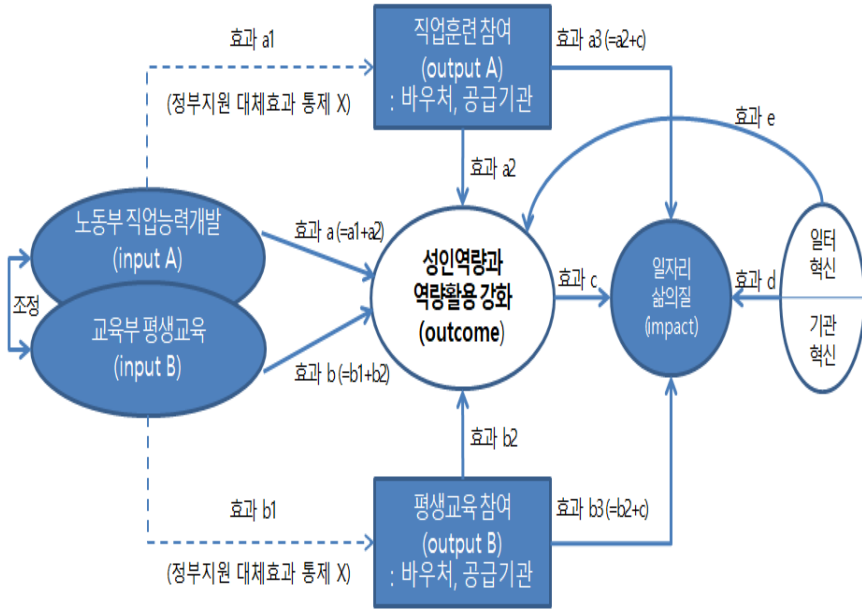 효과 a1
(정부지원 대체효과 통제 X)
직업훈련 참여
(output A)
: 바우처, 공급기관
효과 a3 (=a2+c)
효과 e
효과 a2
노동부 직업능력개발
(input A)
조정
교육부 평생교육
(input B)
효과 a (=a1+a2)
효과 b (=b1+b2)
성인역량과
역량활용 강화
(outcome)
효과 c
일자리
삶의질
(impact)
효과 d
일터
혁신
기관
혁신
효과 b2
효과 b1
(정부지원 대체효과 통제 X)
평생교육 참여
(output B)
: 바우처, 공급기관
효과 b3 (=b2+c)